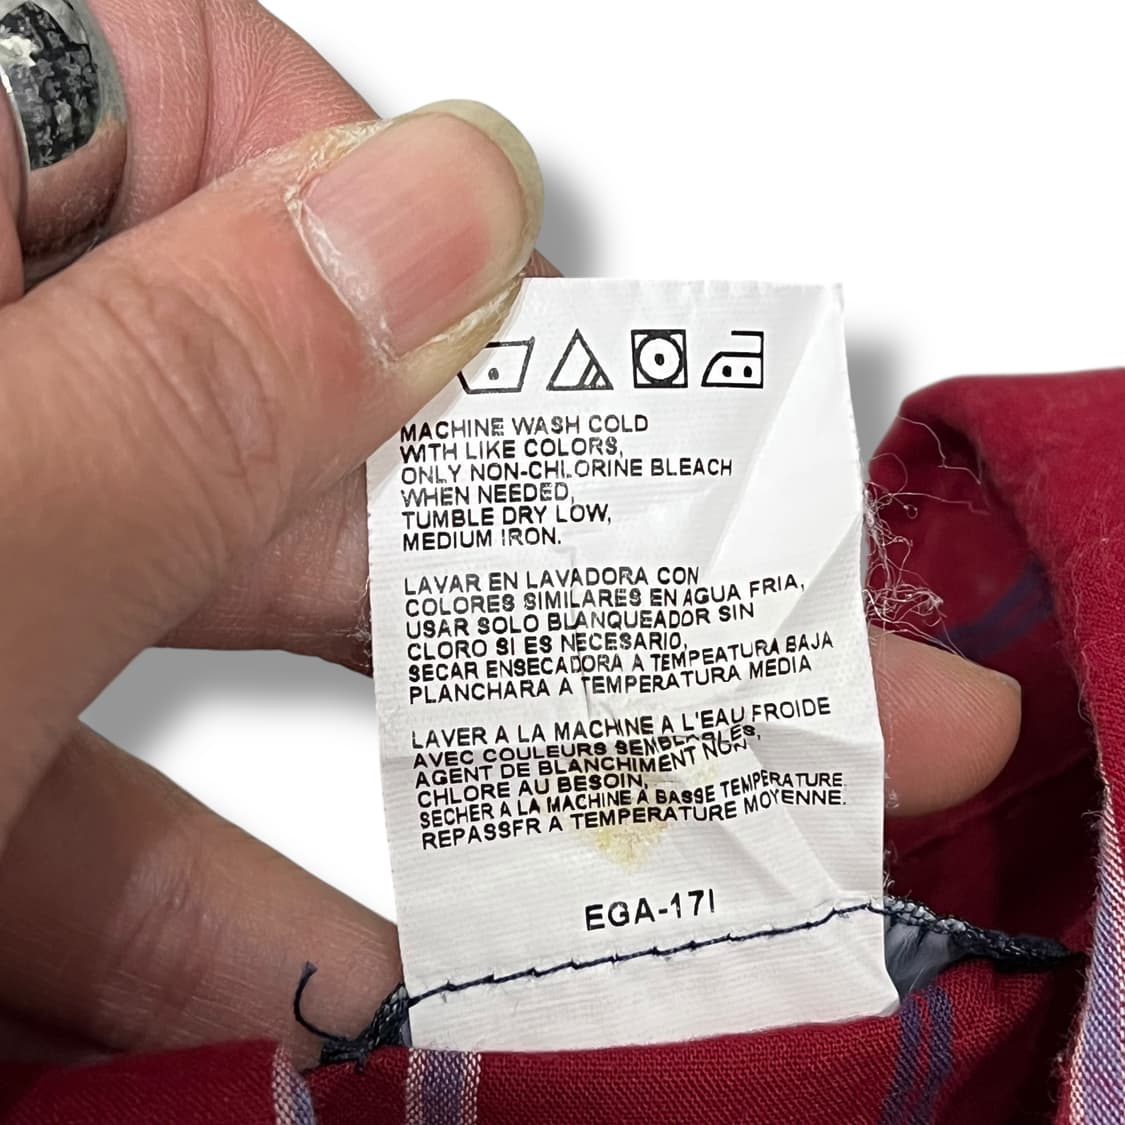 MACHINE WASH COLD
WITH LIKE COLORS,
ONLY NON-CHLORINE BLEACH
WHEN NEEDED,
TUMBLE DRY LOW,
MEDIUM IRON.
LAVAR EN LAVADORA CON
COLORES SIMILARES EN AGUA FRIA,
USAR SOLO BLANQUEADOR SIN
CLORO SI ES NECESARIO,
SECAR ENSECADORA A TEMPEATURA BAJA
PLANCHARA A TEMPERATURA MEDIA
LAVER A LA MACHINE A L'EAU FROIDE
AVEC COULEURS SEMBLABLES,
AGENT DE BLANCHIMENT NON
CHLORE AU BESOIN,
SECHER A LA MACHINE A BASSE TEMPERATURE
REPASSFR A TEMPERATURE MOYENNE.
EGA-17I